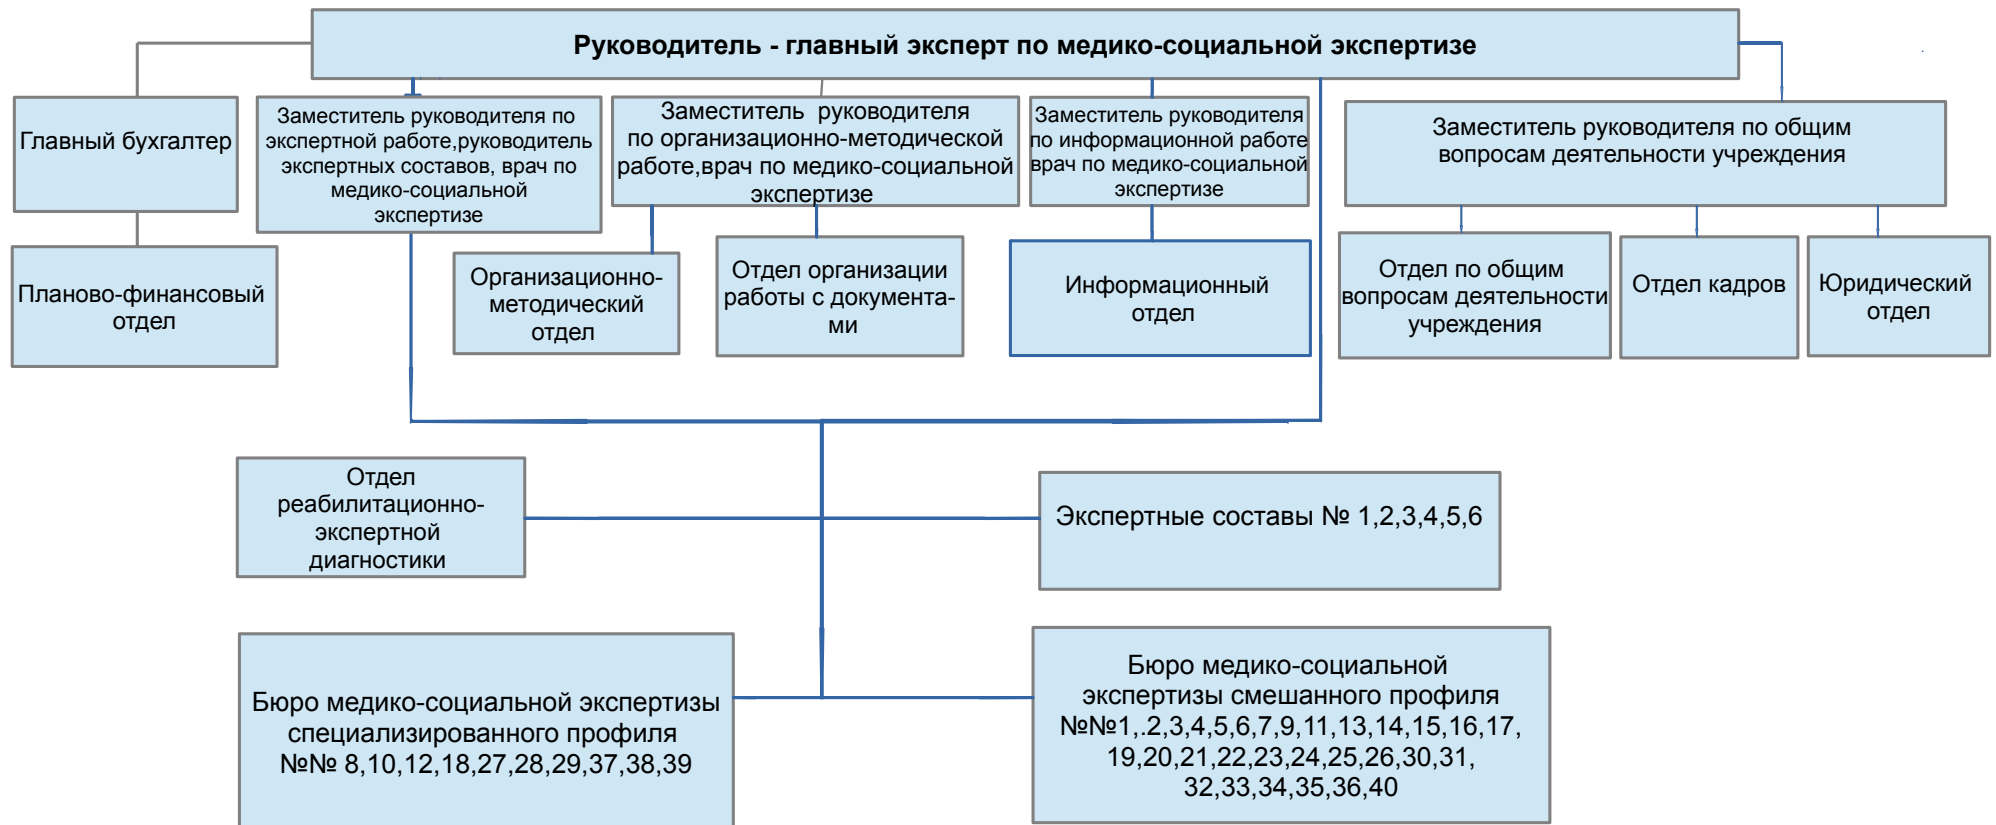 Руководитель - главный эксперт по медико-социальной экспертизе
Главный бухгалтер
Заместитель руководителя по
экспертной работе,руководитель
экспертных составов, врач по
медико-социальной
экспертизе
Заместитель  руководителя
по организационно-методической
работе,врач по медико-социальной
экспертизе
Заместитель руководителя
по информационной работе
врач по медико-социальной
экспертизе
Заместитель руководителя по общим
вопросам деятельности учреждения
Планово-финансовый
отдел
Организационно-
методический
отдел
Отдел организации
работы с документа-
ми
Информационный
отдел
Отдел по общим
вопросам деятельности
учреждения
Отдел кадров
Юридический
отдел
Отдел
реабилитационно-
экспертной
диагностики
Экспертные составы № 1,2,3,4,5,6
Бюро медико-социальной экспертизы
специализированного профиля
№№ 8,10,12,18,27,28,29,37,38,39
Бюро медико-социальной
экспертизы смешанного профиля
№№1,.2,3,4,5,6,7,9,11,13,14,15,16,17,
19,20,21,22,23,24,25,26,30,31,
32,33,34,35,36,40